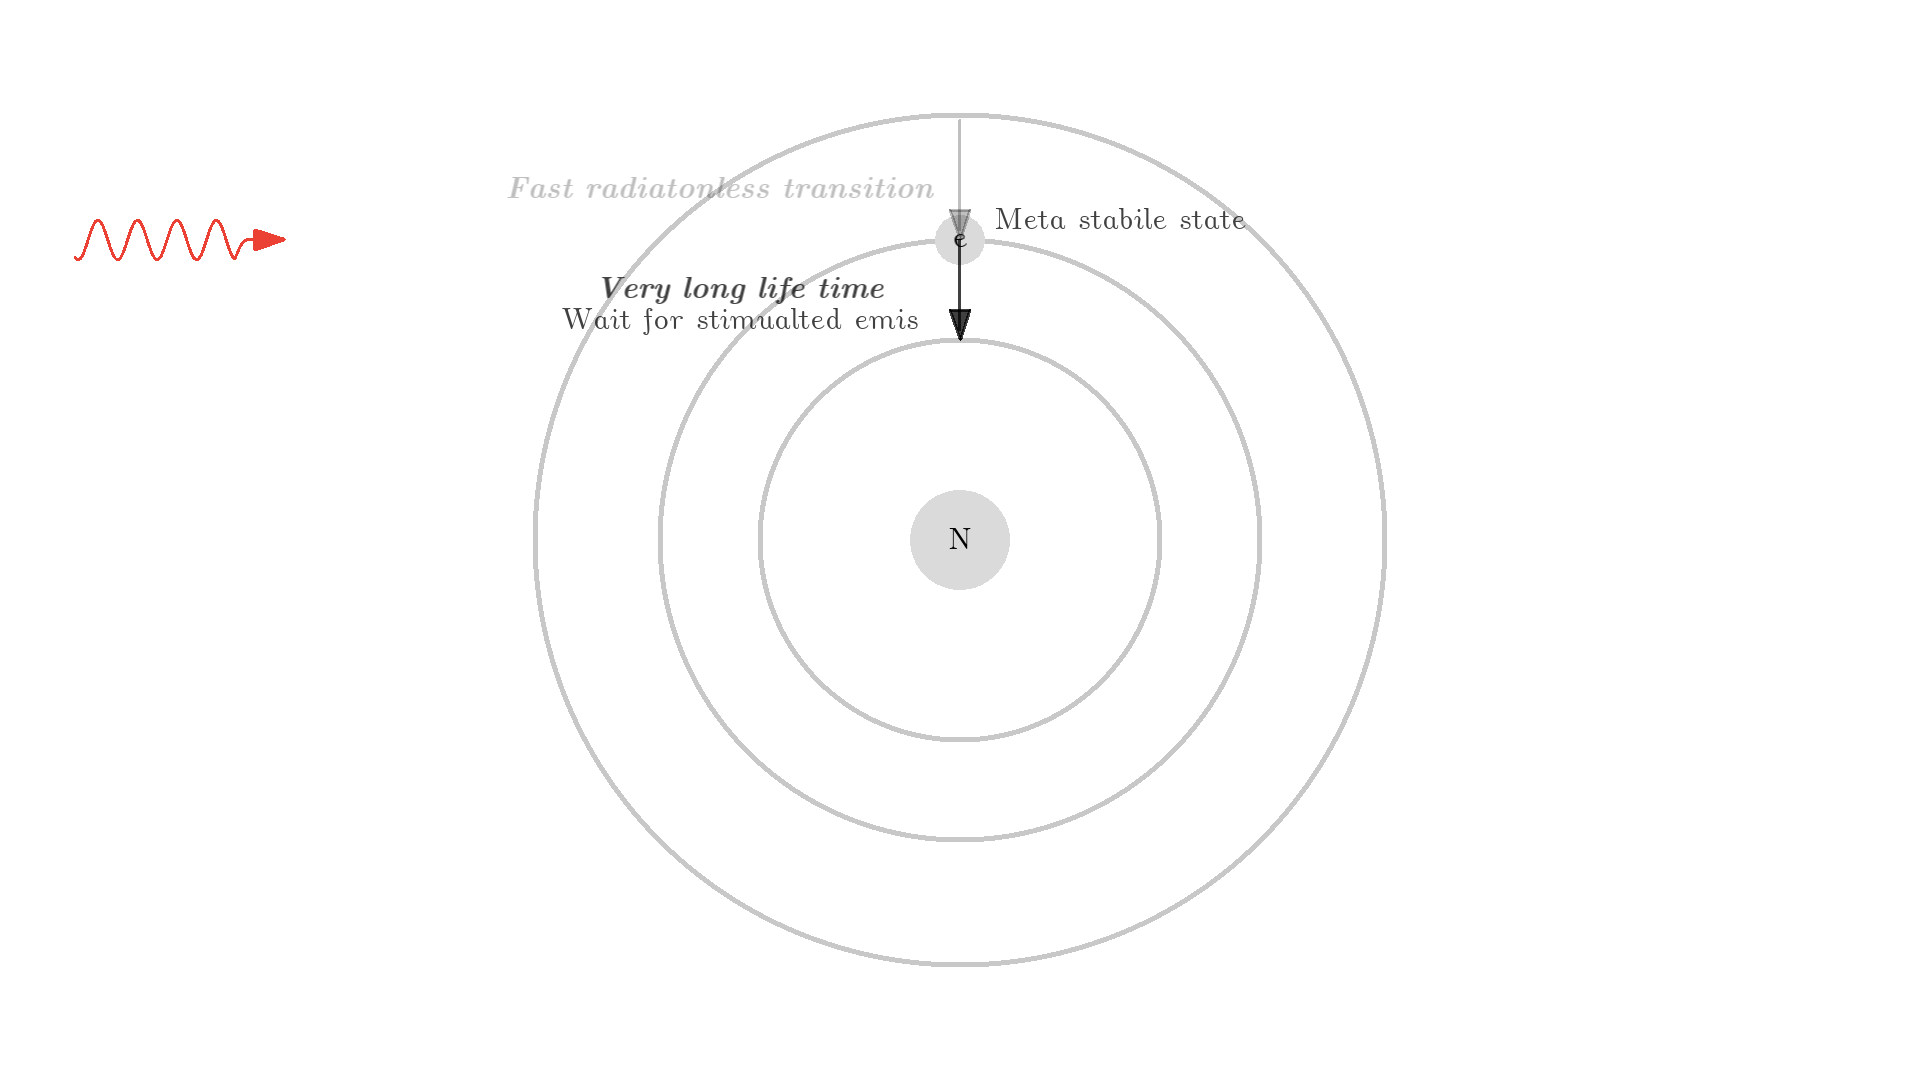 Fast radiatonless transition
Meta stabile state
e
Very long life time
Wait for stimualted emis
N